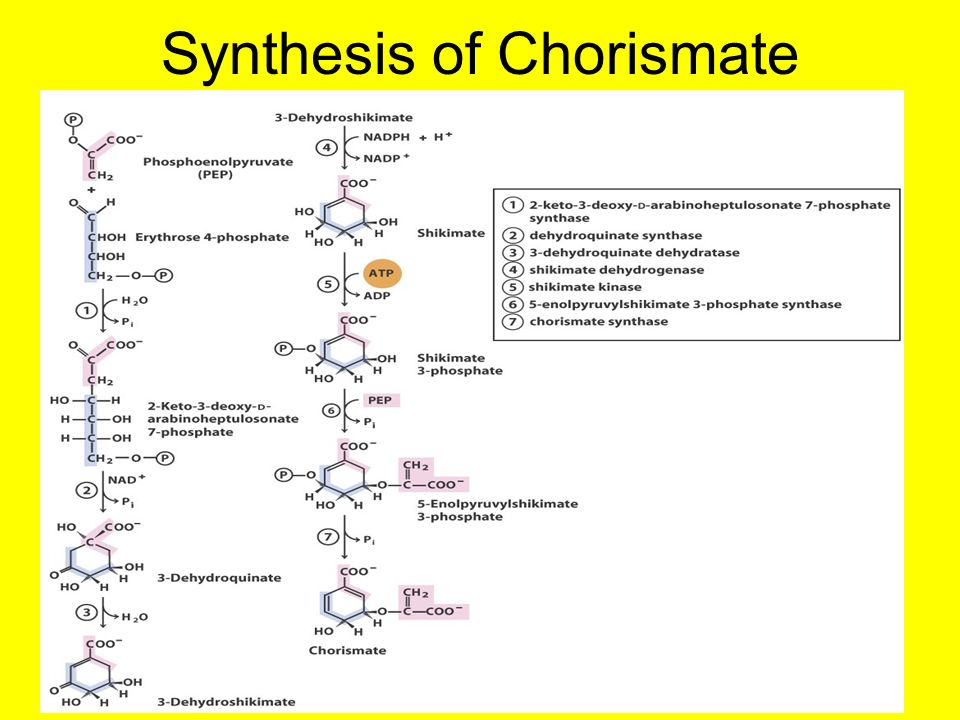 Synthesis of Chorismate
P
O
COO⁻
C
CH₂
Phosphoenolpyruvate
(PEP)
+
O
H
C
CHOH
CHOH
CH₂—O—P
Erythrose 4-phosphate
1
H₂O
Pᵢ
O
COO⁻
C
CH₂
HO—C—H
H—C—OH
H—C—OH
CH₂—O—P
2-Keto-3-deoxy-D-
arabinoheptulosonate
7-phosphate
2
NAD⁺
Pᵢ
HO
COO⁻
C
O
OH
HO
H
H
3-Dehydroquinate
3
H₂O
COO⁻
O
OH
HO
H
H
3-Dehydroshikimate
3-Dehydroshikimate
4
NADPH + H⁺
NADP⁺
COO⁻
HO
OH
H
HO
H
H
Shikimate
5
ATP
ADP
COO⁻
P—O
OH
H
HO
H
H
Shikimate
3-phosphate
6
PEP
Pᵢ
COO⁻
CH₂
P—O
O—C—COO⁻
H
HO
H
H
5-Enolpyruvylshikimate
3-phosphate
7
Pᵢ
COO⁻
CH₂
O—C—COO⁻
HO
H
H
Chorismate
1 2-keto-3-deoxy-D-arabinoheptulosonate 7-phosphate
synthase
2 dehydroquinate synthase
3 3-dehydroquinate dehydratase
4 shikimate dehydrogenase
5 shikimate kinase
6 5-enolpyruvylshikimate 3-phosphate synthase
7 chorismate synthase